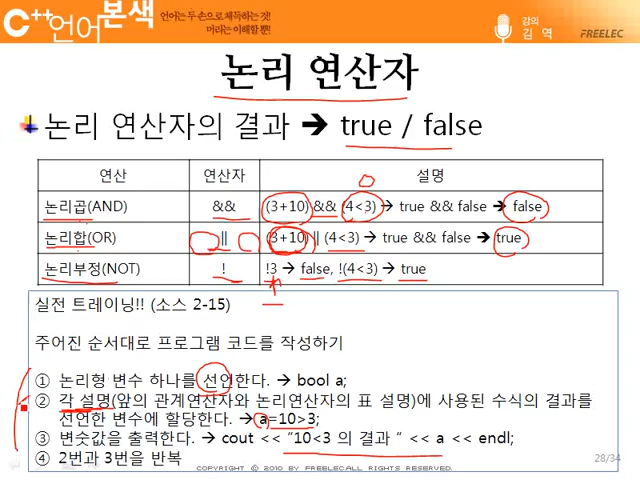 C++언어본색
언어는 두 손으로 체득하는 것!
머리는 이해할 뿐!
강의
김 역
FREELEC
논리 연산자
논리 연산자의 결과 → true / false
연산 연산자 설명
논리곱(AND) && (3+10) && (4<3) → true && false → false
논리합(OR) || (3+10) || (4<3) → true && false → true
논리부정(NOT) ! !3 → false, !(4<3) → true
실전 트레이닝!! (소스 2-15)
주어진 순서대로 프로그램 코드를 작성하기
① 논리형 변수 하나를 선언한다. → bool a;
② 각 설명(앞의 관계연산자와 논리연산자의 표 설명)에 사용된 수식의 결과를
선언한 변수에 할당한다. → a=10>3;
③ 변숫값을 출력한다. → cout << "10<3 의 결과 " << a << endl;
④ 2번과 3번을 반복
28/34
COPYRIGHT © 2010 BY FREELEC.ALL RIGHTS RESERVED.